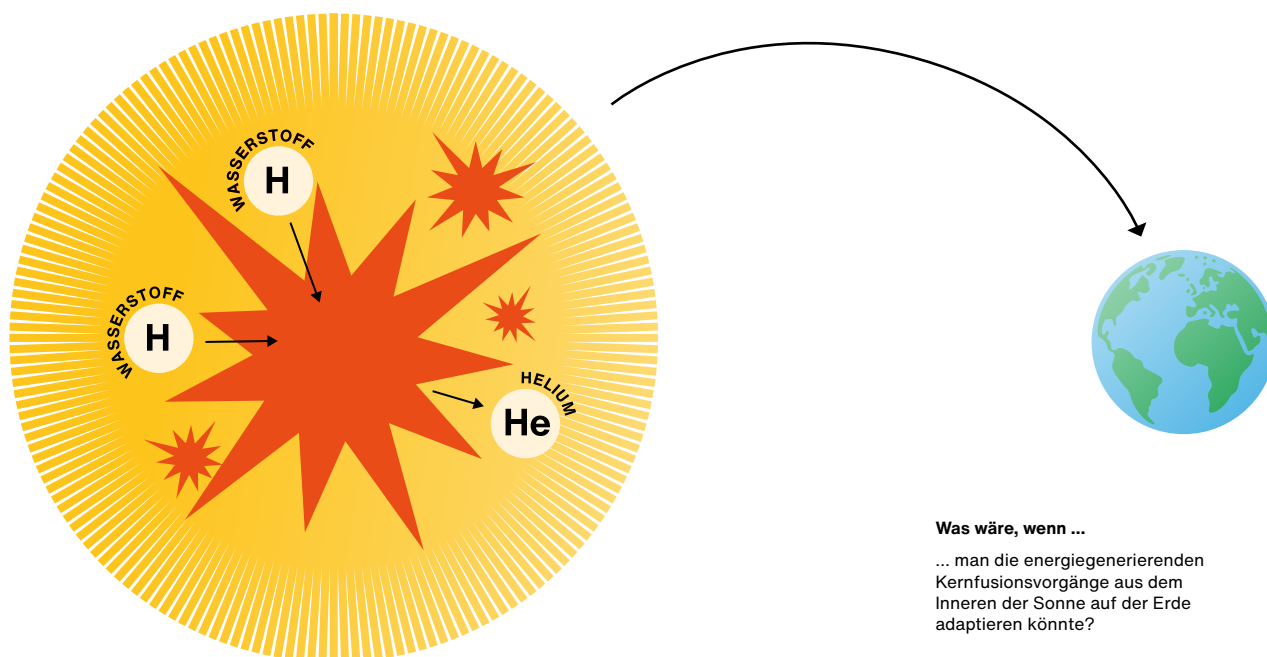 WASSERSTOFF
H
WASSERSTOFF
H
HELIUM
He
Was wäre, wenn ...
... man die energiegenerierenden
Kernfusionsvorgänge aus dem
Inneren der Sonne auf der Erde
adaptieren könnte?